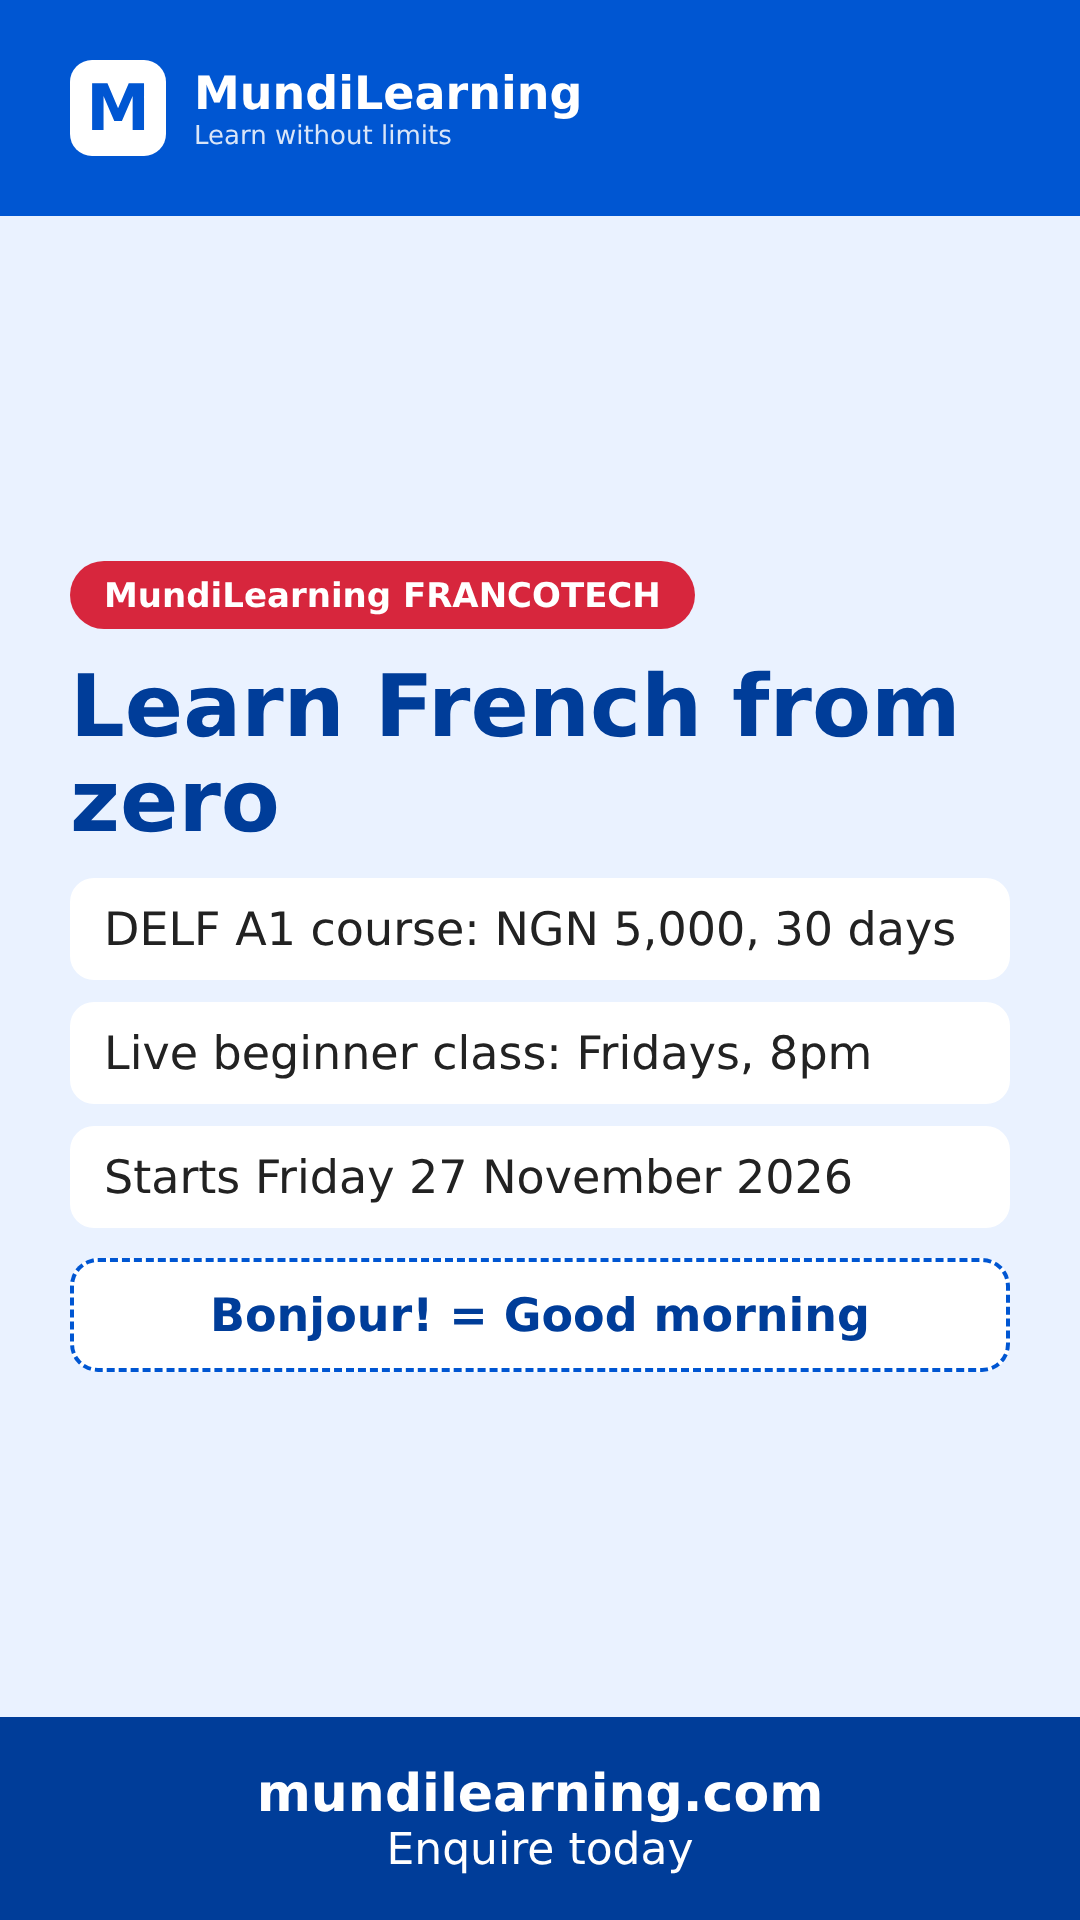 M
MundiLearning
Learn without limits
MundiLearning FRANCOTECH
Learn French from
zero
DELF A1 course: NGN 5,000, 30 days
Live beginner class: Fridays, 8pm
Starts Friday 27 November 2026
Bonjour! = Good morning
mundilearning.com
Enquire today